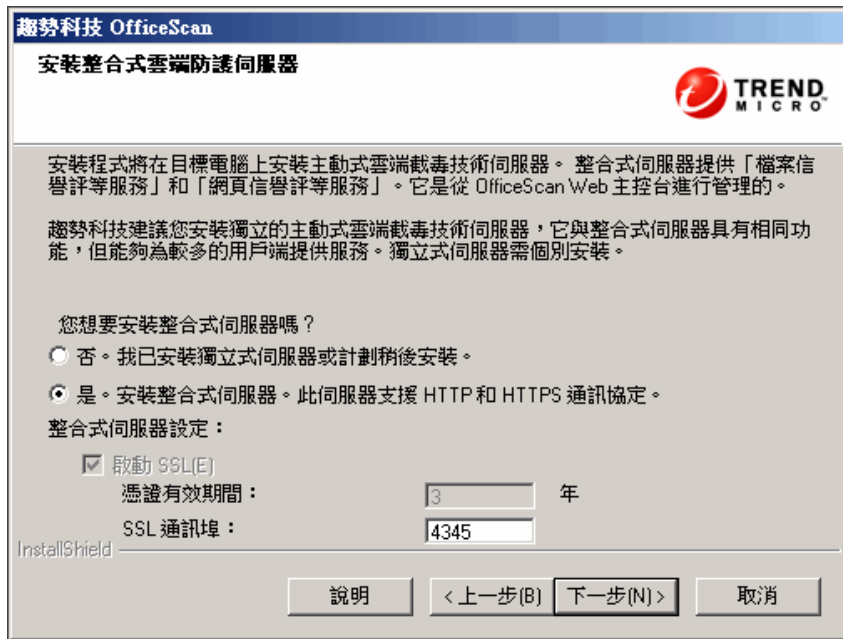 趨勢科技 OfficeScan
安裝整合式雲端防護伺服器
TREND
MICRO™
安裝程式將在目標電腦上安裝主動式雲端截毒技術伺服器。 整合式伺服器提供「檔案信
譽評等服務」和「網頁信譽評等服務」。它是從 OfficeScan Web 主控台進行管理的。
趨勢科技建議您安裝獨立的主動式雲端截毒技術伺服器，它與整合式伺服器具有相同功
能，但能夠為較多的用戶端提供服務。獨立式伺服器需個別安裝。
您想要安裝整合式伺服器嗎？
否。我已安裝獨立式伺服器或計劃稍後安裝。
是。安裝整合式伺服器。此伺服器支援 HTTP 和 HTTPS 通訊協定。
整合式伺服器設定：
啟動 SSL(E)
憑證有效期間： 3 年
SSL 通訊埠： 4345
InstallShield
說明 < 上一步(B) 下一步(N) > 取消